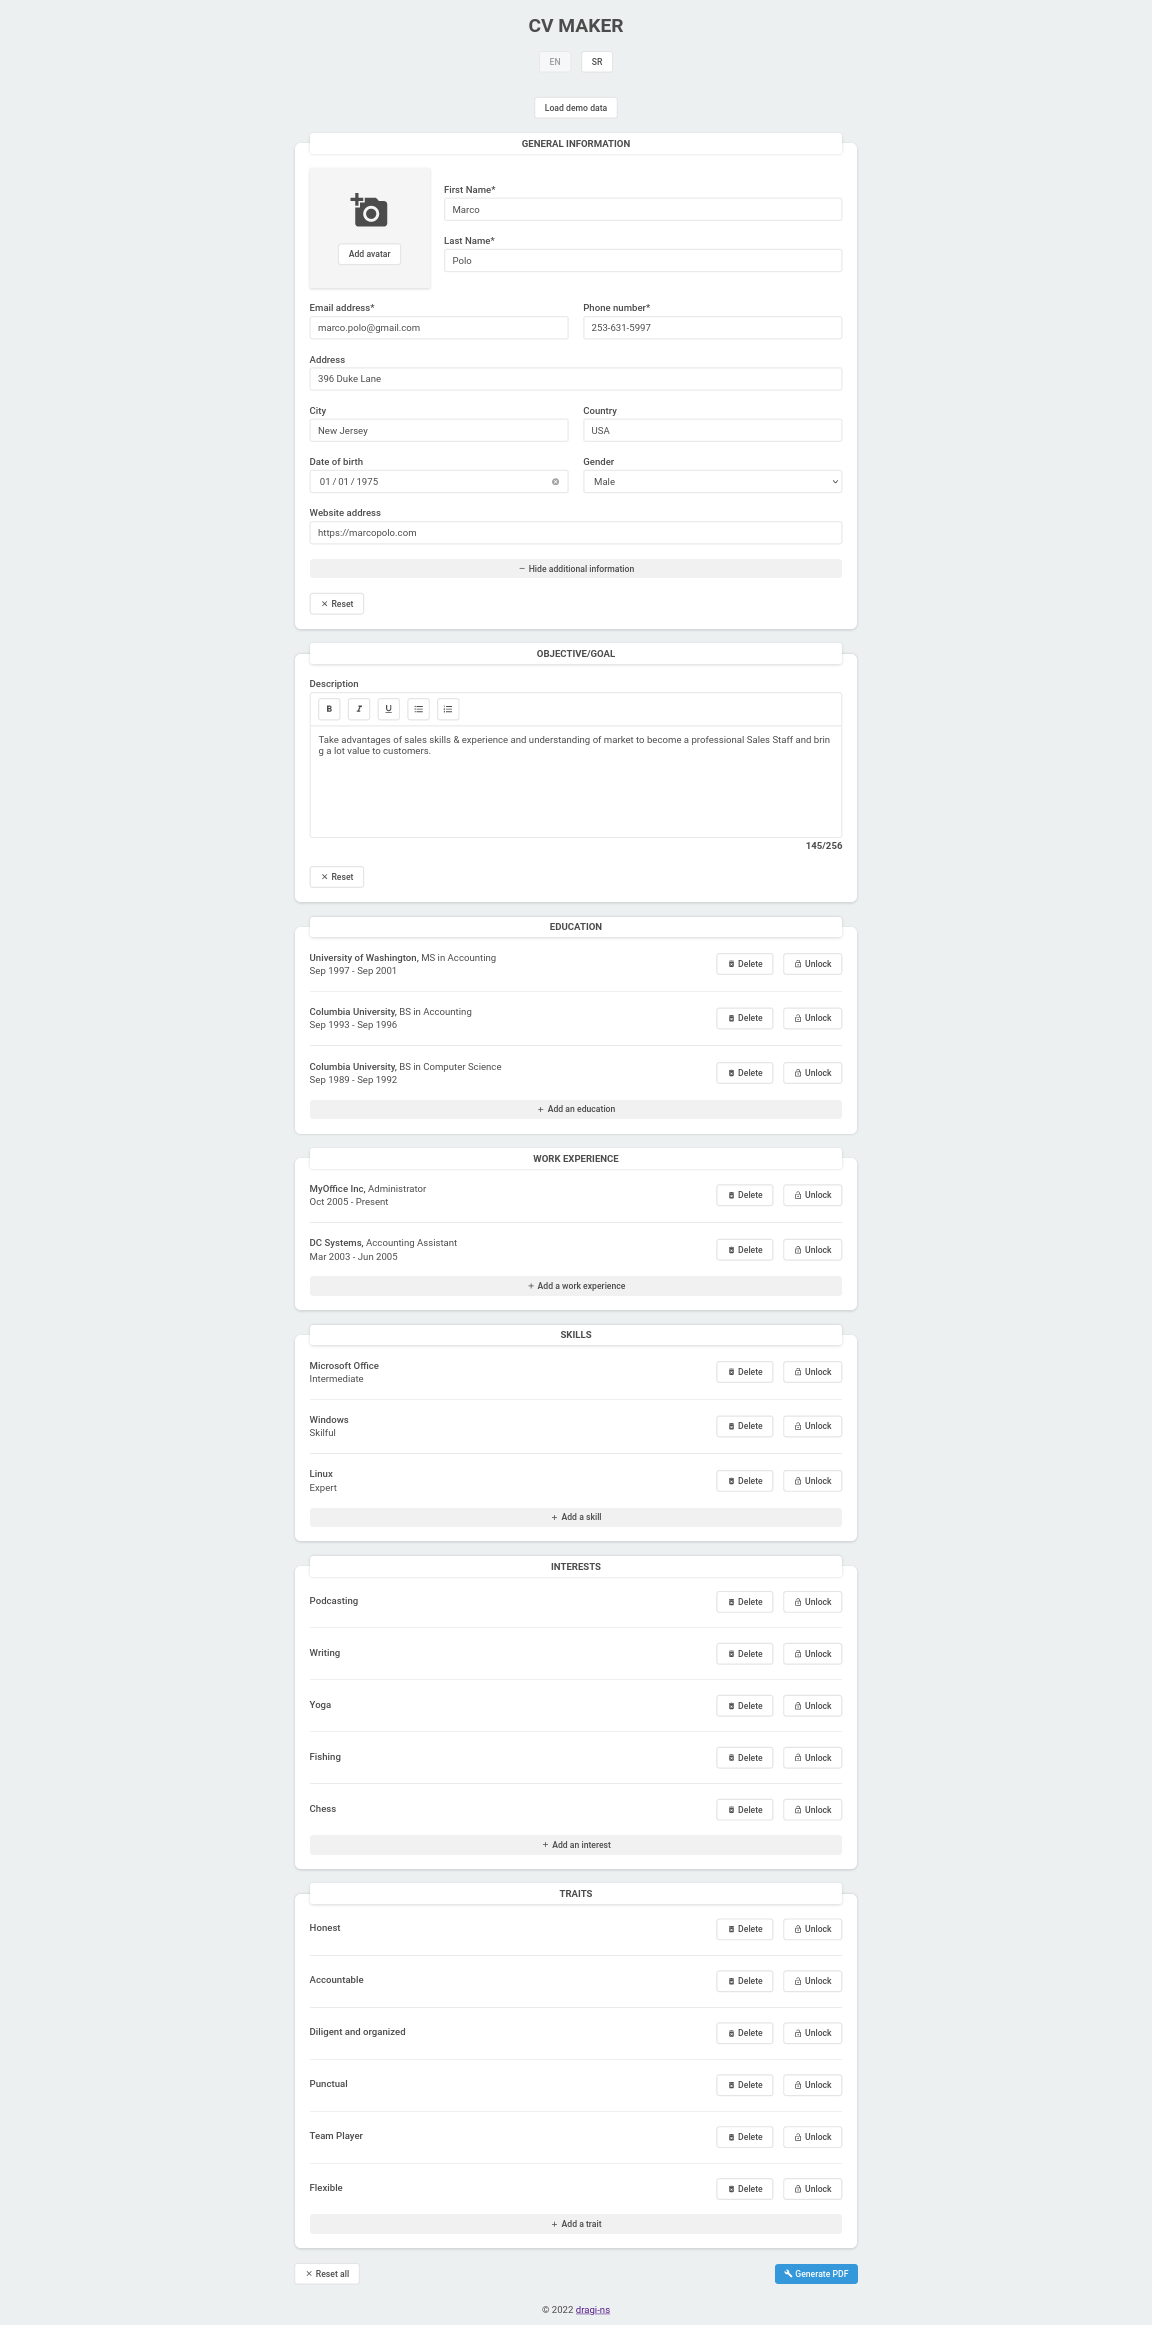 CV MAKER
EN SR
Load demo data
GENERAL INFORMATION
Add avatar
First Name*
Marco
Last Name*
Polo
Email address* Phone number*
marco.polo@gmail.com 253-631-5997
Address
396 Duke Lane
City Country
New Jersey USA
Date of birth Gender
01 / 01 / 1975 Male
Website address
https://marcopolo.com
Hide additional information
Reset
OBJECTIVE/GOAL
Description
B I U
Take advantages of sales skills & experience and understanding of market to become a professional Sales Staff and brin
g a lot value to customers.
145/256
Reset
EDUCATION
University of Washington, MS in Accounting Delete Unlock
Sep 1997 - Sep 2001
Columbia University, BS in Accounting Delete Unlock
Sep 1993 - Sep 1996
Columbia University, BS in Computer Science Delete Unlock
Sep 1989 - Sep 1992
+ Add an education
WORK EXPERIENCE
MyOffice Inc, Administrator Delete Unlock
Oct 2005 - Present
DC Systems, Accounting Assistant Delete Unlock
Mar 2003 - Jun 2005
+ Add a work experience
SKILLS
Microsoft Office Delete Unlock
Intermediate
Windows Delete Unlock
Skilful
Linux Delete Unlock
Expert
+ Add a skill
INTERESTS
Podcasting Delete Unlock
Writing Delete Unlock
Yoga Delete Unlock
Fishing Delete Unlock
Chess Delete Unlock
+ Add an interest
TRAITS
Honest Delete Unlock
Accountable Delete Unlock
Diligent and organized Delete Unlock
Punctual Delete Unlock
Team Player Delete Unlock
Flexible Delete Unlock
+ Add a trait
Reset all Generate PDF
© 2022 dragi-ns